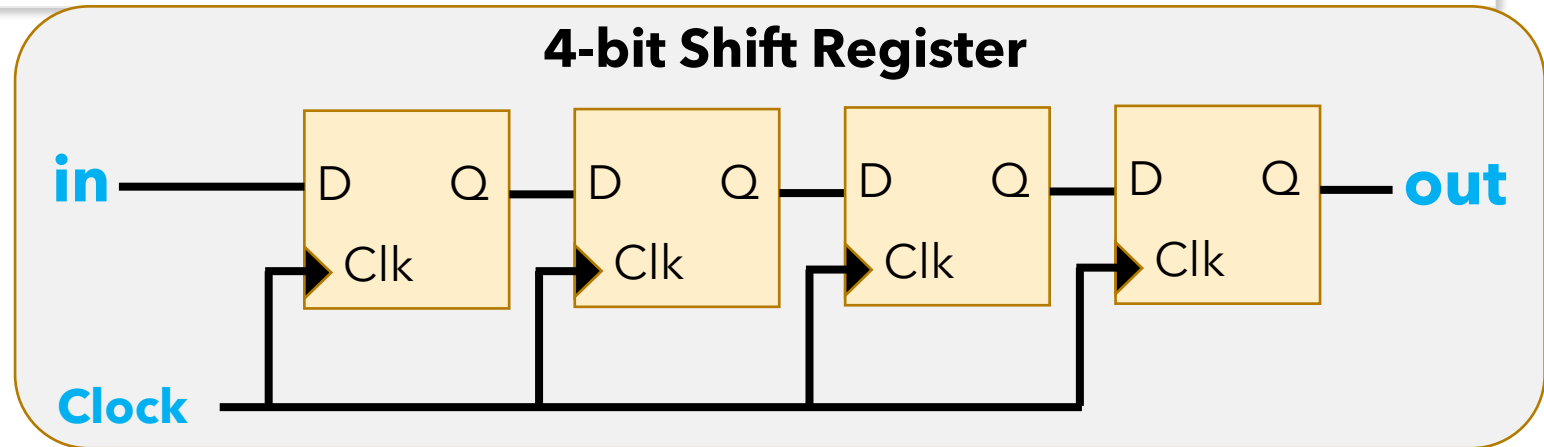 4-bit Shift Register
in D Q D Q D Q D Q out
Clk Clk Clk Clk
Clock